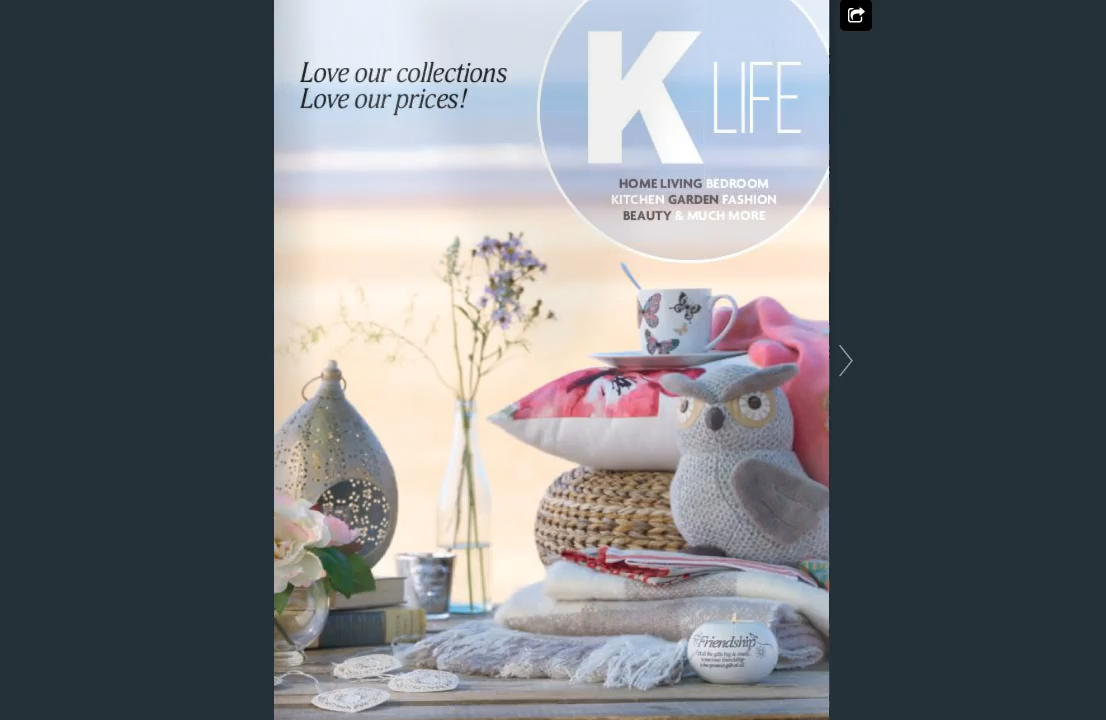 Love our collections
Love our prices!
K LIFE
HOME LIVING BEDROOM
KITCHEN GARDEN FASHION
BEAUTY & MUCH MORE
Friendship